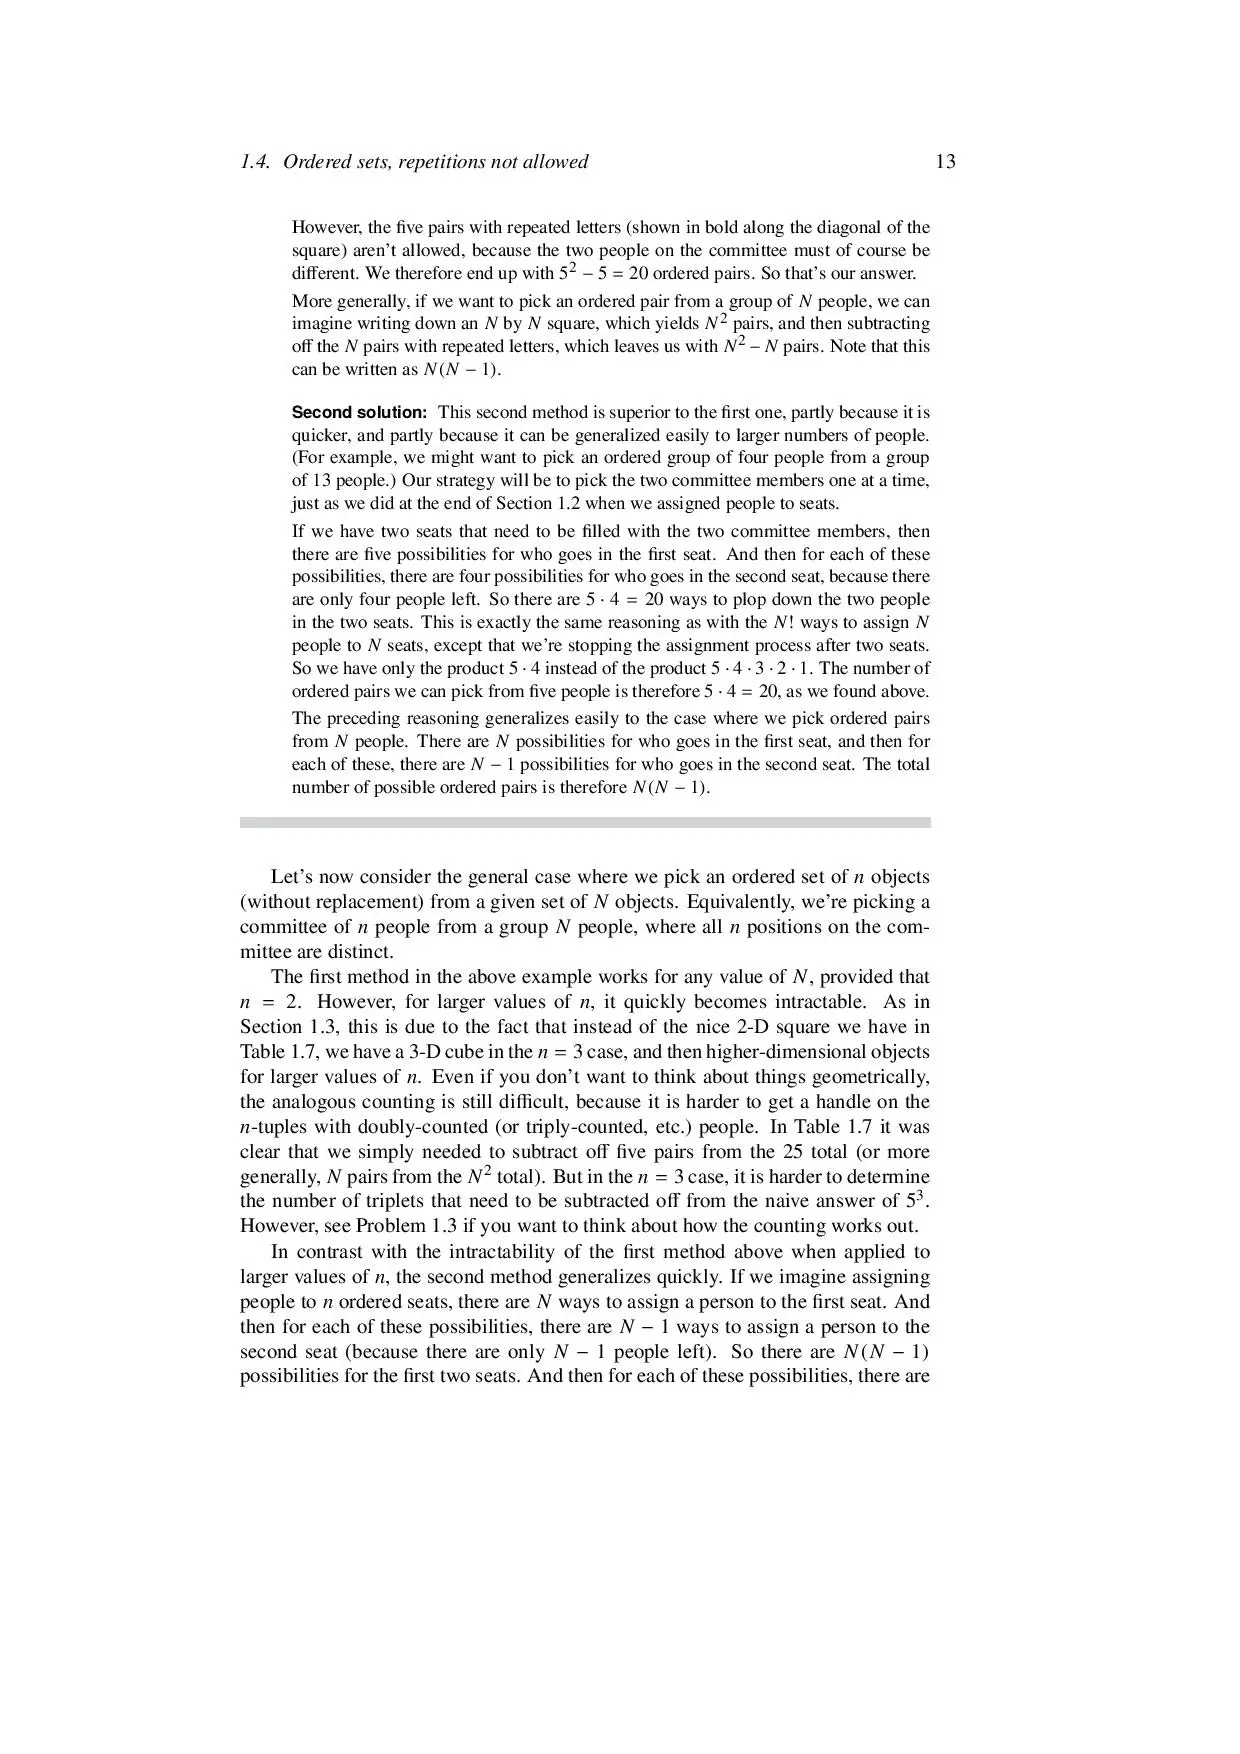 1.4. Ordered sets, repetitions not allowed 13
However, the five pairs with repeated letters (shown in bold along the diagonal of the
square) aren't allowed, because the two people on the committee must of course be
different. We therefore end up with 5² − 5 = 20 ordered pairs. So that's our answer.
More generally, if we want to pick an ordered pair from a group of N people, we can
imagine writing down an N by N square, which yields N² pairs, and then subtracting
off the N pairs with repeated letters, which leaves us with N² – N pairs. Note that this
can be written as N(N − 1).
Second solution: This second method is superior to the first one, partly because it is
quicker, and partly because it can be generalized easily to larger numbers of people.
(For example, we might want to pick an ordered group of four people from a group
of 13 people.) Our strategy will be to pick the two committee members one at a time,
just as we did at the end of Section 1.2 when we assigned people to seats.
If we have two seats that need to be filled with the two committee members, then
there are five possibilities for who goes in the first seat. And then for each of these
possibilities, there are four possibilities for who goes in the second seat, because there
are only four people left. So there are 5 · 4 = 20 ways to plop down the two people
in the two seats. This is exactly the same reasoning as with the N! ways to assign N
people to N seats, except that we're stopping the assignment process after two seats.
So we have only the product 5 · 4 instead of the product 5 · 4 · 3 · 2 · 1. The number of
ordered pairs we can pick from five people is therefore 5 · 4 = 20, as we found above.
The preceding reasoning generalizes easily to the case where we pick ordered pairs
from N people. There are N possibilities for who goes in the first seat, and then for
each of these, there are N − 1 possibilities for who goes in the second seat. The total
number of possible ordered pairs is therefore N(N − 1).
Let's now consider the general case where we pick an ordered set of n objects
(without replacement) from a given set of N objects. Equivalently, we're picking a
committee of n people from a group N people, where all n positions on the com-
mittee are distinct.
The first method in the above example works for any value of N, provided that
n = 2. However, for larger values of n, it quickly becomes intractable. As in
Section 1.3, this is due to the fact that instead of the nice 2-D square we have in
Table 1.7, we have a 3-D cube in the n = 3 case, and then higher-dimensional objects
for larger values of n. Even if you don't want to think about things geometrically,
the analogous counting is still difficult, because it is harder to get a handle on the
n-tuples with doubly-counted (or triply-counted, etc.) people. In Table 1.7 it was
clear that we simply needed to subtract off five pairs from the 25 total (or more
generally, N pairs from the N² total). But in the n = 3 case, it is harder to determine
the number of triplets that need to be subtracted off from the naive answer of 5³.
However, see Problem 1.3 if you want to think about how the counting works out.
In contrast with the intractability of the first method above when applied to
larger values of n, the second method generalizes quickly. If we imagine assigning
people to n ordered seats, there are N ways to assign a person to the first seat. And
then for each of these possibilities, there are N − 1 ways to assign a person to the
second seat (because there are only N − 1 people left). So there are N(N − 1)
possibilities for the first two seats. And then for each of these possibilities, there are